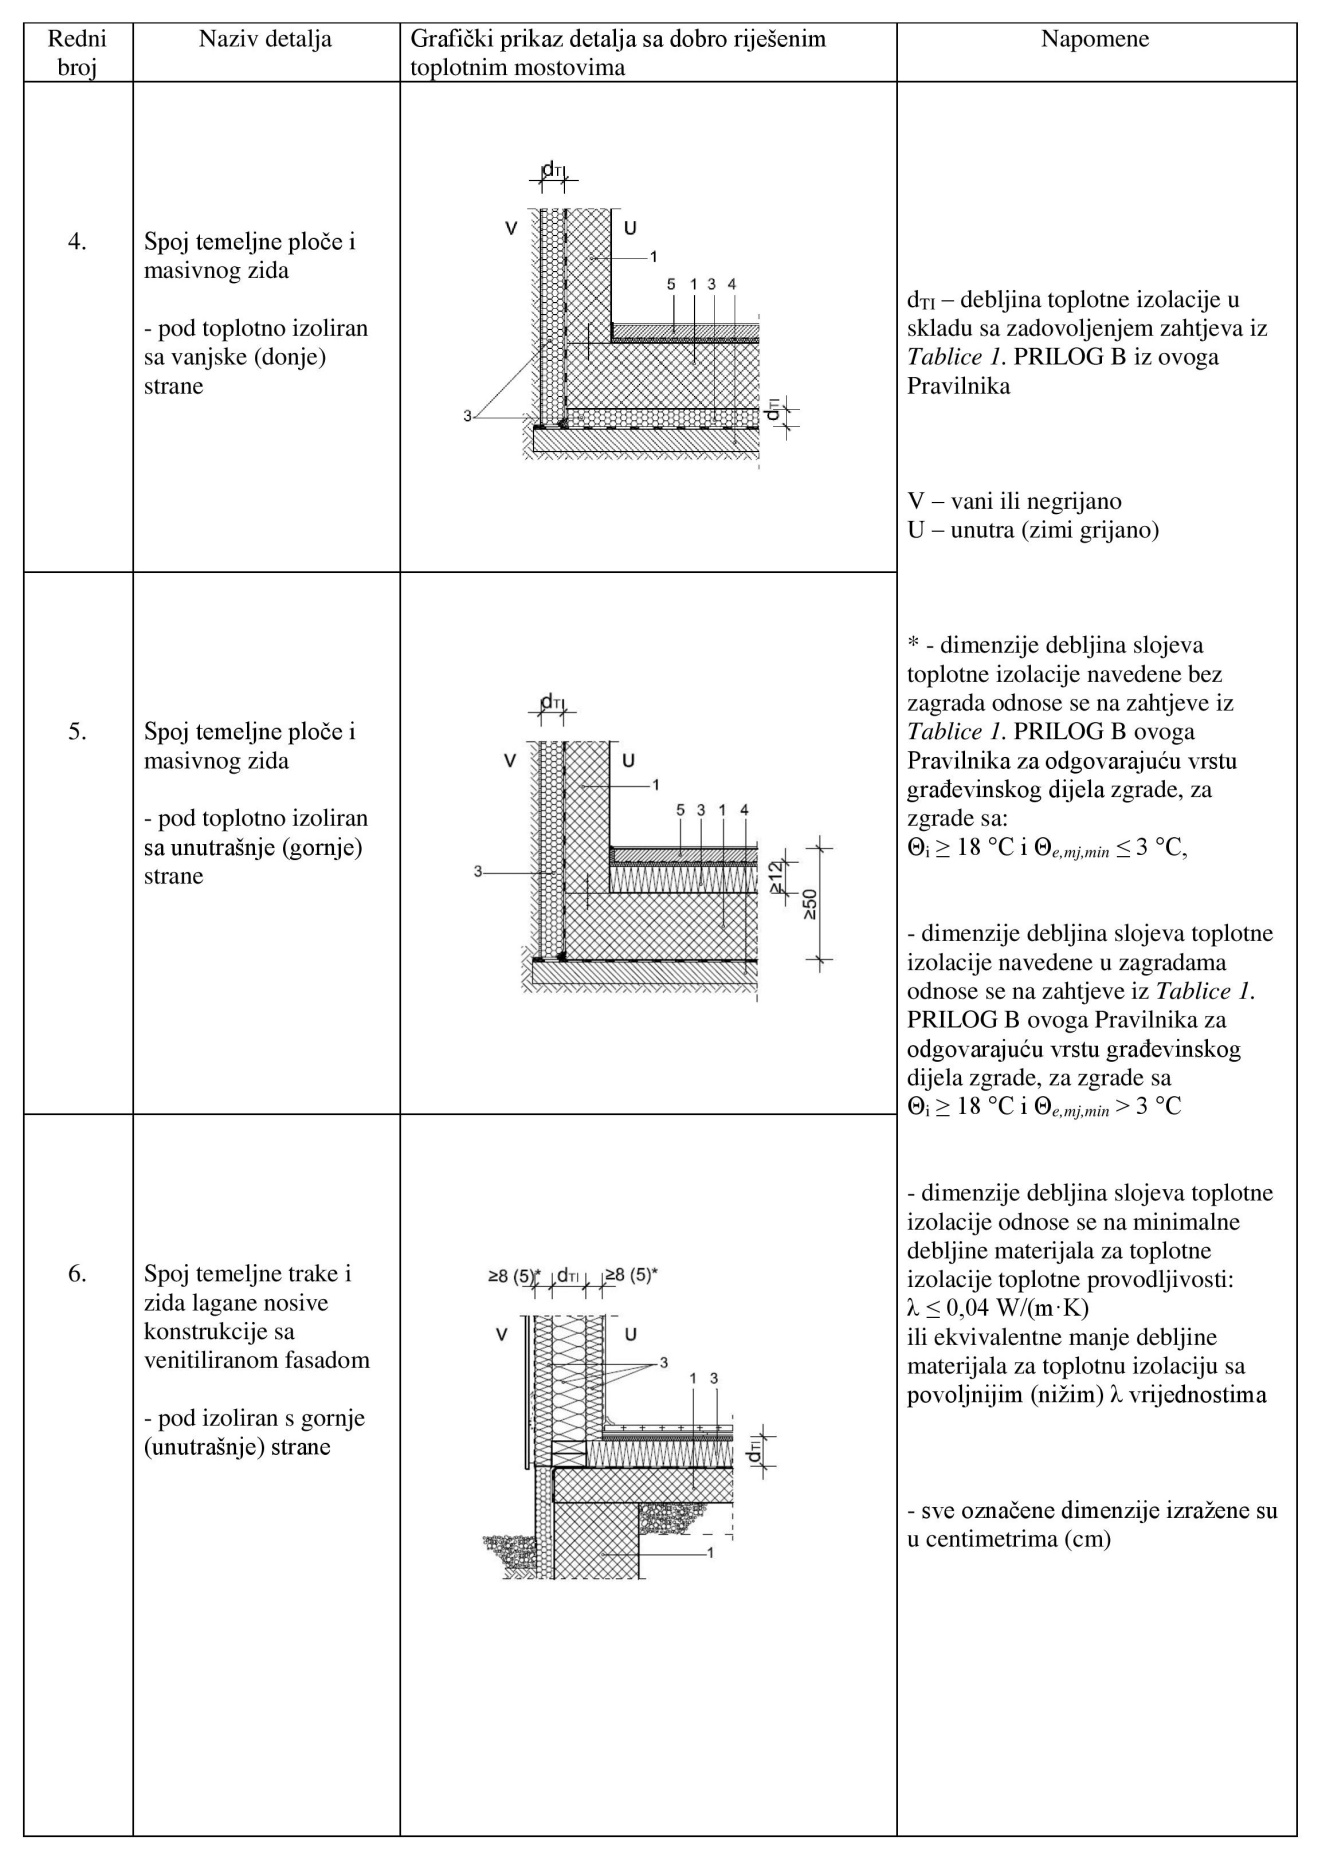 Redni broj
Naziv detalja
Grafički prikaz detalja sa dobro riješenim
toplotnim mostovima
Napomene
4.
Spoj temeljne ploče i
masivnog zida
- pod toplotno izoliran
sa vanjske (donje)
strane
dTI
V
U
1
5 1 3 4
3
dTI
5.
Spoj temeljne ploče i
masivnog zida
- pod toplotno izoliran
sa unutrašnje (gornje)
strane
dTI
V
U
1
5 3 1 4
3
≥12
≥50
6.
Spoj temeljne trake i
zida lagane nosive
konstrukcije sa
venitiliranom fasadom
- pod izoliran s gornje
(unutrašnje) strane
≥8 (5)* dTI ≥8 (5)*
V
U
3
1 3
dTI
1
dTI – debljina toplotne izolacije u
skladu sa zadovoljenjem zahtjeva iz
Tablice 1. PRILOG B iz ovoga
Pravilnika
V – vani ili negrijano
U – unutra (zimi grijano)
* - dimenzije debljina slojeva
toplotne izolacije navedene bez
zagrada odnose se na zahtjeve iz
Tablice 1. PRILOG B ovoga
Pravilnika za odgovarajuću vrstu
građevinskog dijela zgrade, za
zgrade sa:
Θi ≥ 18 °C i Θe,mj,min ≤ 3 °C,
- dimenzije debljina slojeva toplotne
izolacije navedene u zagradama
odnose se na zahtjeve iz Tablice 1.
PRILOG B ovoga Pravilnika za
odgovarajuću vrstu građevinskog
dijela zgrade, za zgrade sa
Θi ≥ 18 °C i Θe,mj,min > 3 °C
- dimenzije debljina slojeva toplotne
izolacije odnose se na minimalne
debljine materijala za toplotne
izolacije toplotne provodljivosti:
λ ≤ 0,04 W/(m·K)
ili ekvivalentne manje debljine
materijala za toplotnu izolaciju sa
povoljnijim (nižim) λ vrijednostima
- sve označene dimenzije izražene su
u centimetrima (cm)